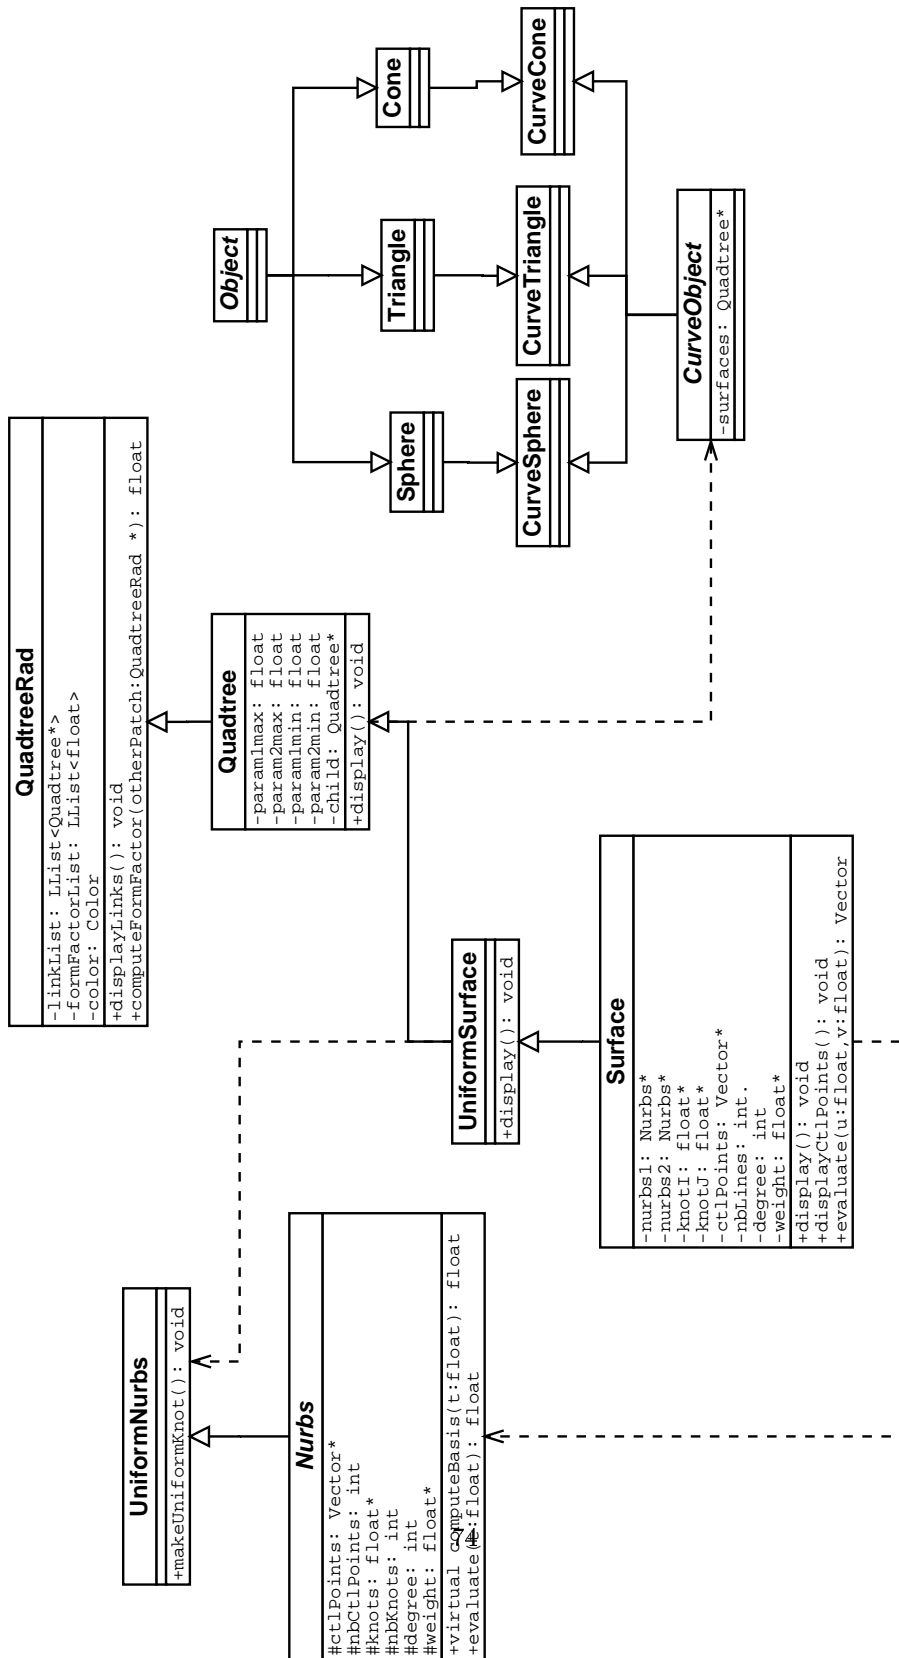 QuadtreeRad
-linkList: LList<Quadtree*>
-formFactorList: LList<float>
-color: Color
+displayLinks(): void
+computeFormFactor(otherPatch:QuadtreeRad *): float
Object
Sphere
Triangle
Cone
CurveSphere
CurveTriangle
CurveCone
CurveObject
-surfaces: Quadtree*
Quadtree
-param1max: float
-param2max: float
-param1min: float
-param2min: float
-child: Quadtree*
+display(): void
UniformNurbs
+makeUniformKnot(): void
Nurbs
#ctlPoints: Vector*
#nbCtlPoints: int
#knots: float*
#nbKnots: int
#degree: int
#weight: float*
+virtual computeBasis(t:float): float
+evaluate(t:float): float
UniformSurface
+display(): void
Surface
-nurbs1: Nurbs*
-nurbs2: Nurbs*
-knotI: float*
-knotJ: float*
-ctlPoints: Vector*
-nbLines: int.
-degree: int
-weight: float*
+display(): void
+displayCtlPoints(): void
+evaluate(u:float,v:float): Vector
74